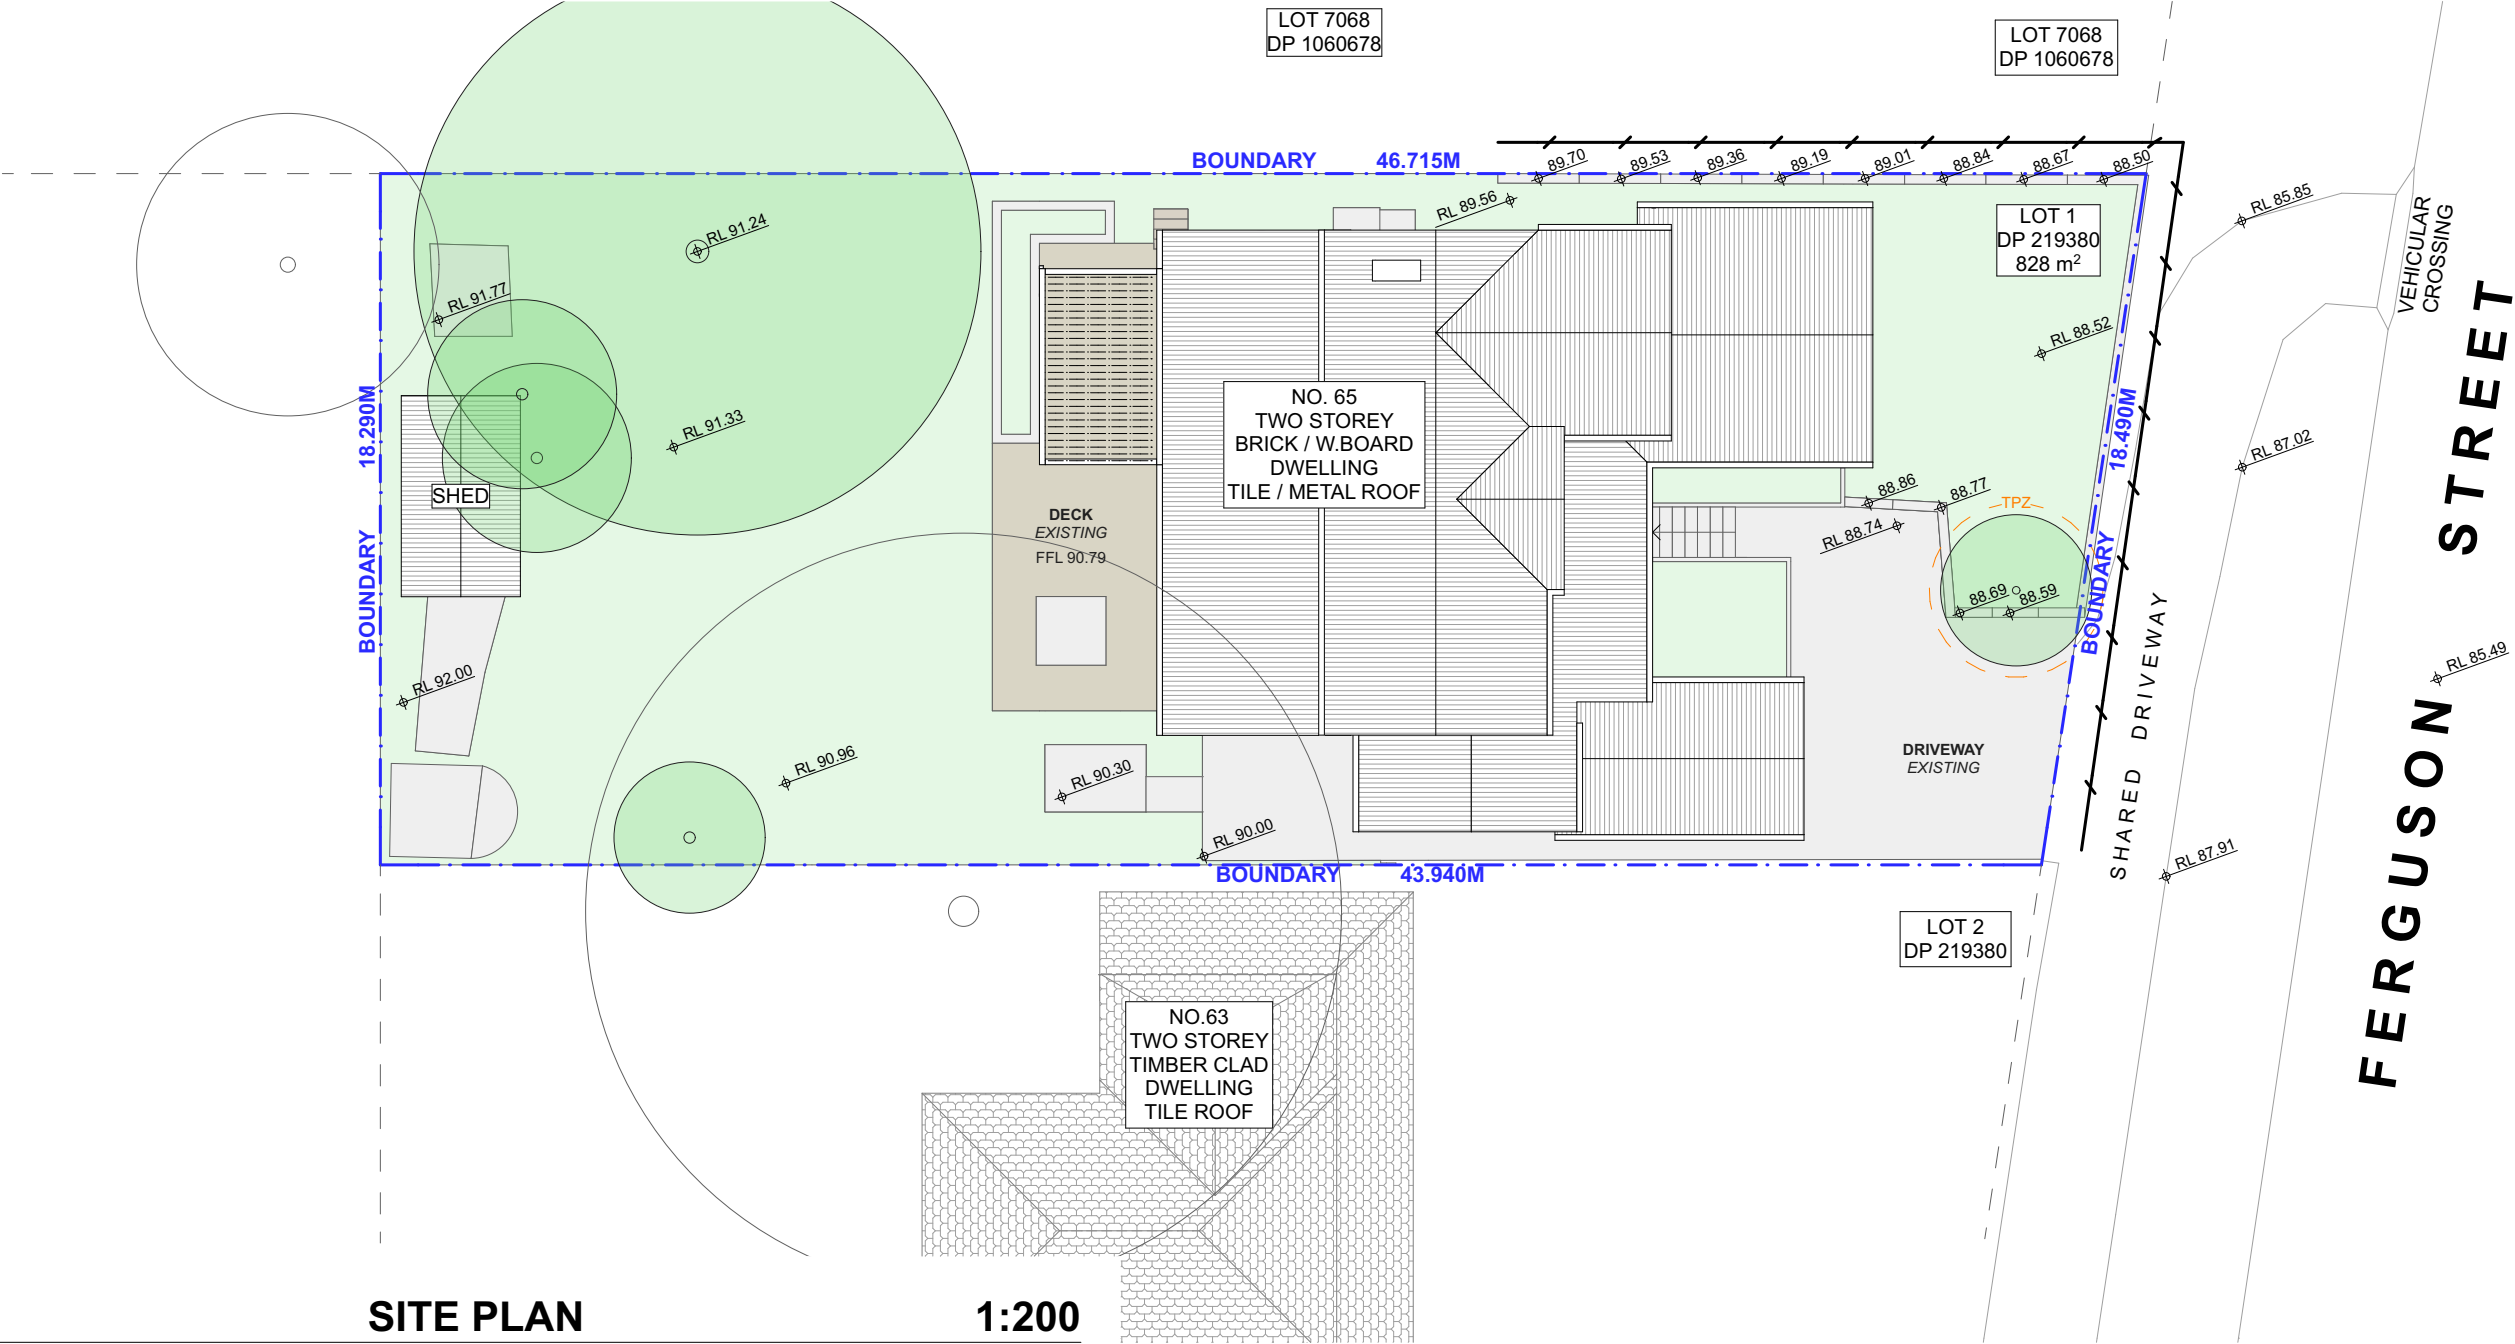 LOT 7068
DP 1060678
LOT 7068
DP 1060678
BOUNDARY 46.715M
89.70
89.53
89.36
89.19
89.01
88.84
88.67
88.50
RL 89.56
RL 85.85
VEHICULAR
CROSSING
LOT 1
DP 219380
828 m²
RL 91.24
RL 91.77
RL 88.52
NO. 65
TWO STOREY
BRICK / W.BOARD
DWELLING
TILE / METAL ROOF
18.290M
BOUNDARY
RL 91.33
SHED
DECK
EXISTING
FFL 90.79
18.490M
BOUNDARY
RL 87.02
88.86
88.77
RL 88.74
TPZ
88.69
88.59
RL 92.00
RL 90.96
RL 90.30
RL 90.00
DRIVEWAY
EXISTING
SHARED DRIVEWAY
RL 85.49
RL 87.91
FERGUSON STREET
BOUNDARY 43.940M
LOT 2
DP 219380
NO.63
TWO STOREY
TIMBER CLAD
DWELLING
TILE ROOF
SITE PLAN 1:200